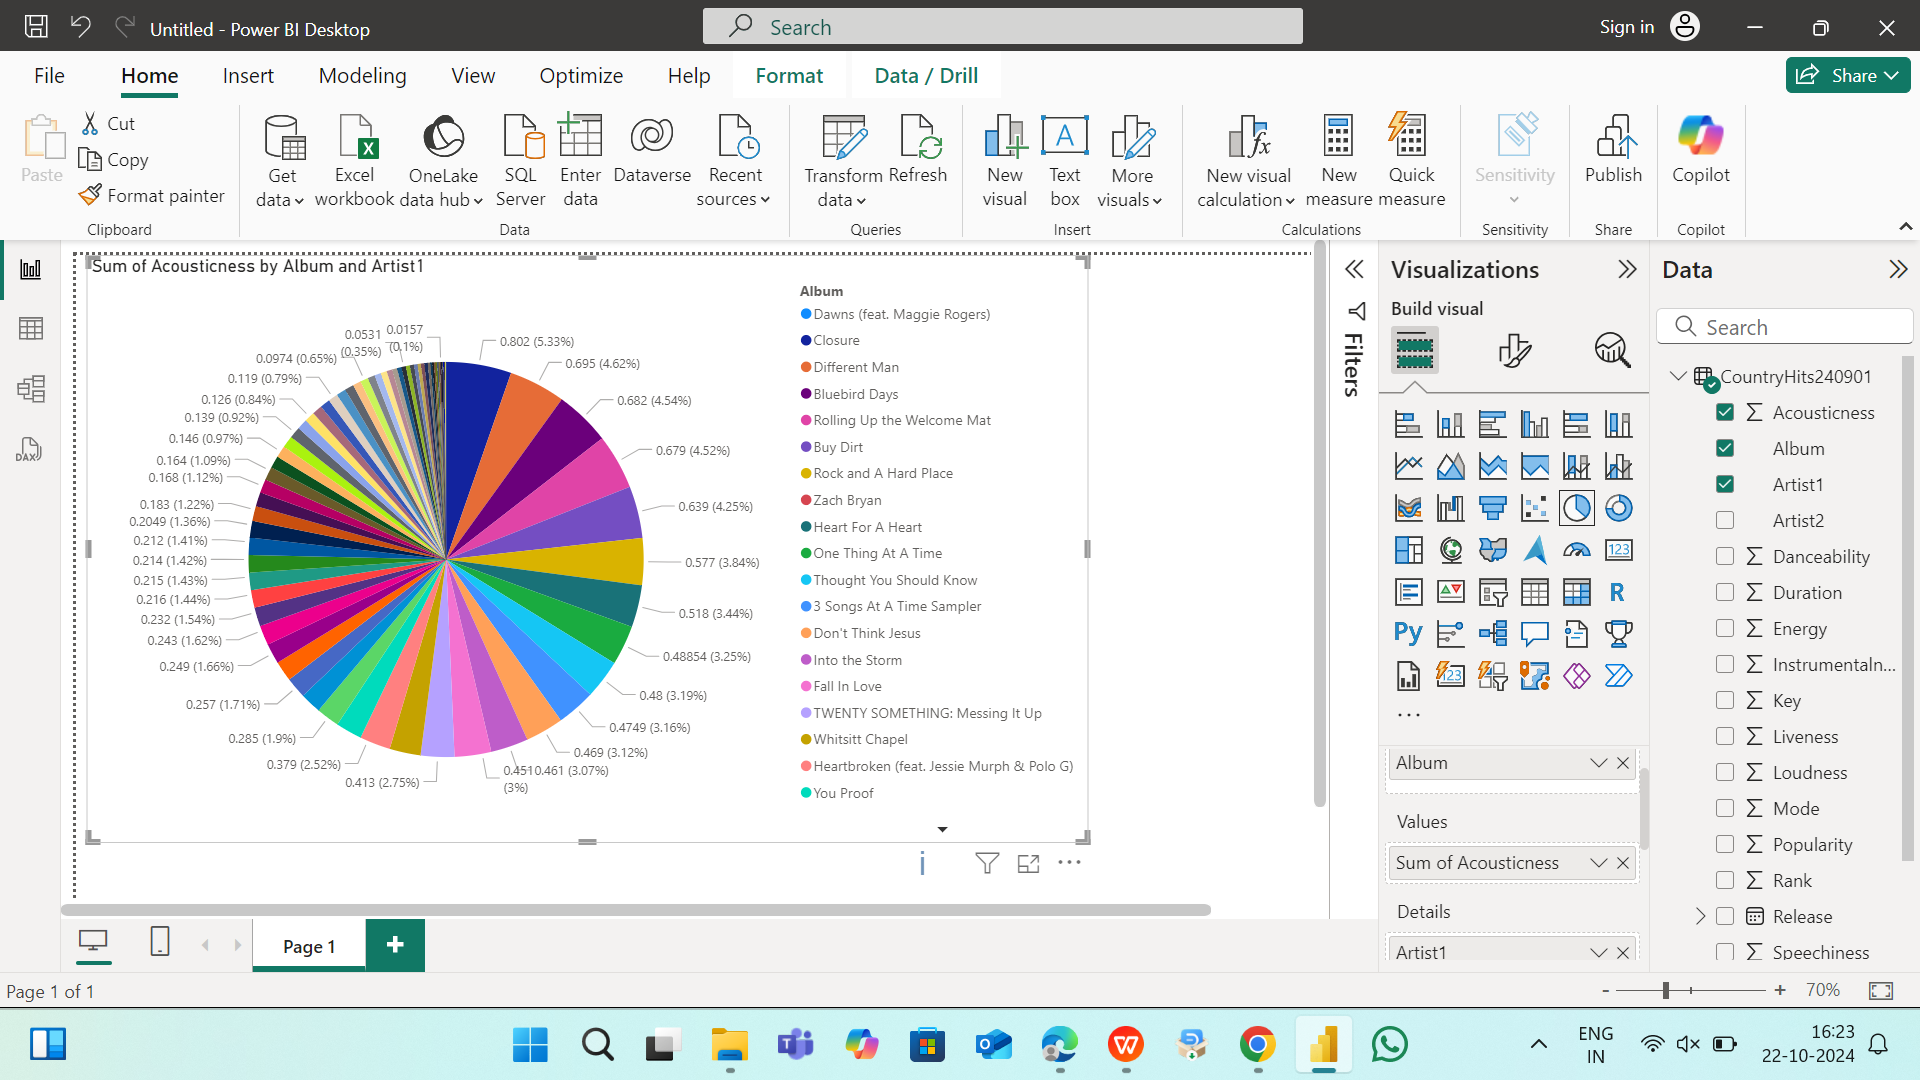 Untitled - Power BI Desktop
Search
Sign in
File
Home
Insert
Modeling
View
Optimize
Help
Format
Data / Drill
Share
Paste
Cut
Copy
Format painter
Clipboard
Get data
Excel workbook
OneLake data hub
SQL Server
Enter data
Dataverse
Recent sources
Data
Transform data
Refresh
Queries
New visual
Text box
More visuals
Insert
New visual calculation
New measure
Quick measure
Calculations
Sensitivity
Sensitivity
Publish
Share
Copilot
Copilot
Sum of Acousticness by Album and Artist1
0.802 (5.33%)
0.695 (4.62%)
0.682 (4.54%)
0.679 (4.52%)
0.639 (4.25%)
0.577 (3.84%)
0.518 (3.44%)
0.48854 (3.25%)
0.48 (3.19%)
0.4749 (3.16%)
0.469 (3.12%)
0.461 (3.07%)
0.451 (3%)
0.413 (2.75%)
0.379 (2.52%)
0.285 (1.9%)
0.257 (1.71%)
0.249 (1.66%)
0.243 (1.62%)
0.232 (1.54%)
0.216 (1.44%)
0.215 (1.43%)
0.214 (1.42%)
0.212 (1.41%)
0.2049 (1.36%)
0.183 (1.22%)
0.168 (1.12%)
0.164 (1.09%)
0.146 (0.97%)
0.139 (0.92%)
0.126 (0.84%)
0.119 (0.79%)
0.0974 (0.65%)
0.0531 (0.35%)
0.0157 (0.1%)
Album
Dawns (feat. Maggie Rogers)
Closure
Different Man
Bluebird Days
Rolling Up the Welcome Mat
Buy Dirt
Rock and A Hard Place
Zach Bryan
Heart For A Heart
One Thing At A Time
Thought You Should Know
3 Songs At A Time Sampler
Don't Think Jesus
Into the Storm
Fall In Love
TWENTY SOMETHING: Messing It Up
Whitsitt Chapel
Heartbroken (feat. Jessie Murph & Polo G)
You Proof
Filters
Visualizations
Build visual
123
R
Py
123
Album
Values
Sum of Acousticness
Details
Artist1
Data
Search
CountryHits240901
Acousticness
Album
Artist1
Artist2
Danceability
Duration
Energy
Instrumentaln...
Key
Liveness
Loudness
Mode
Popularity
Rank
Release
Speechiness
DAX
Page 1
Page 1 of 1
- + 70%
ENG
IN
16:23
22-10-2024